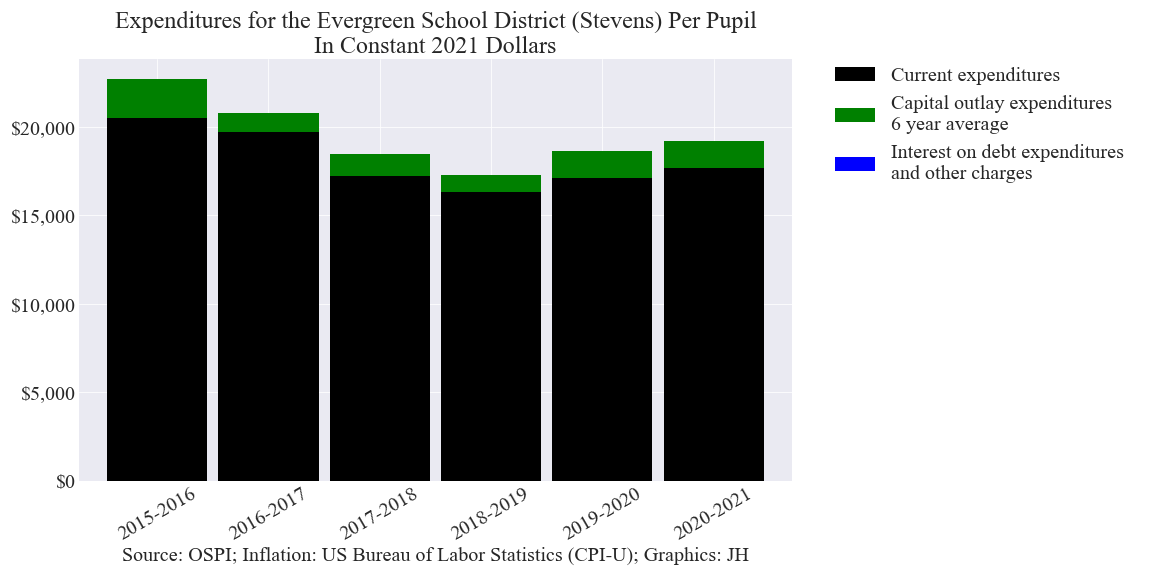 Expenditures for the Evergreen School District (Stevens) Per Pupil
In Constant 2021 Dollars
Current expenditures
Capital outlay expenditures
6 year average
Interest on debt expenditures
and other charges
$20,000
$15,000
$10,000
$5,000
$0
2015-2016
2016-2017
2017-2018
2018-2019
2019-2020
2020-2021
Source: OSPI; Inflation: US Bureau of Labor Statistics (CPI-U); Graphics: JH